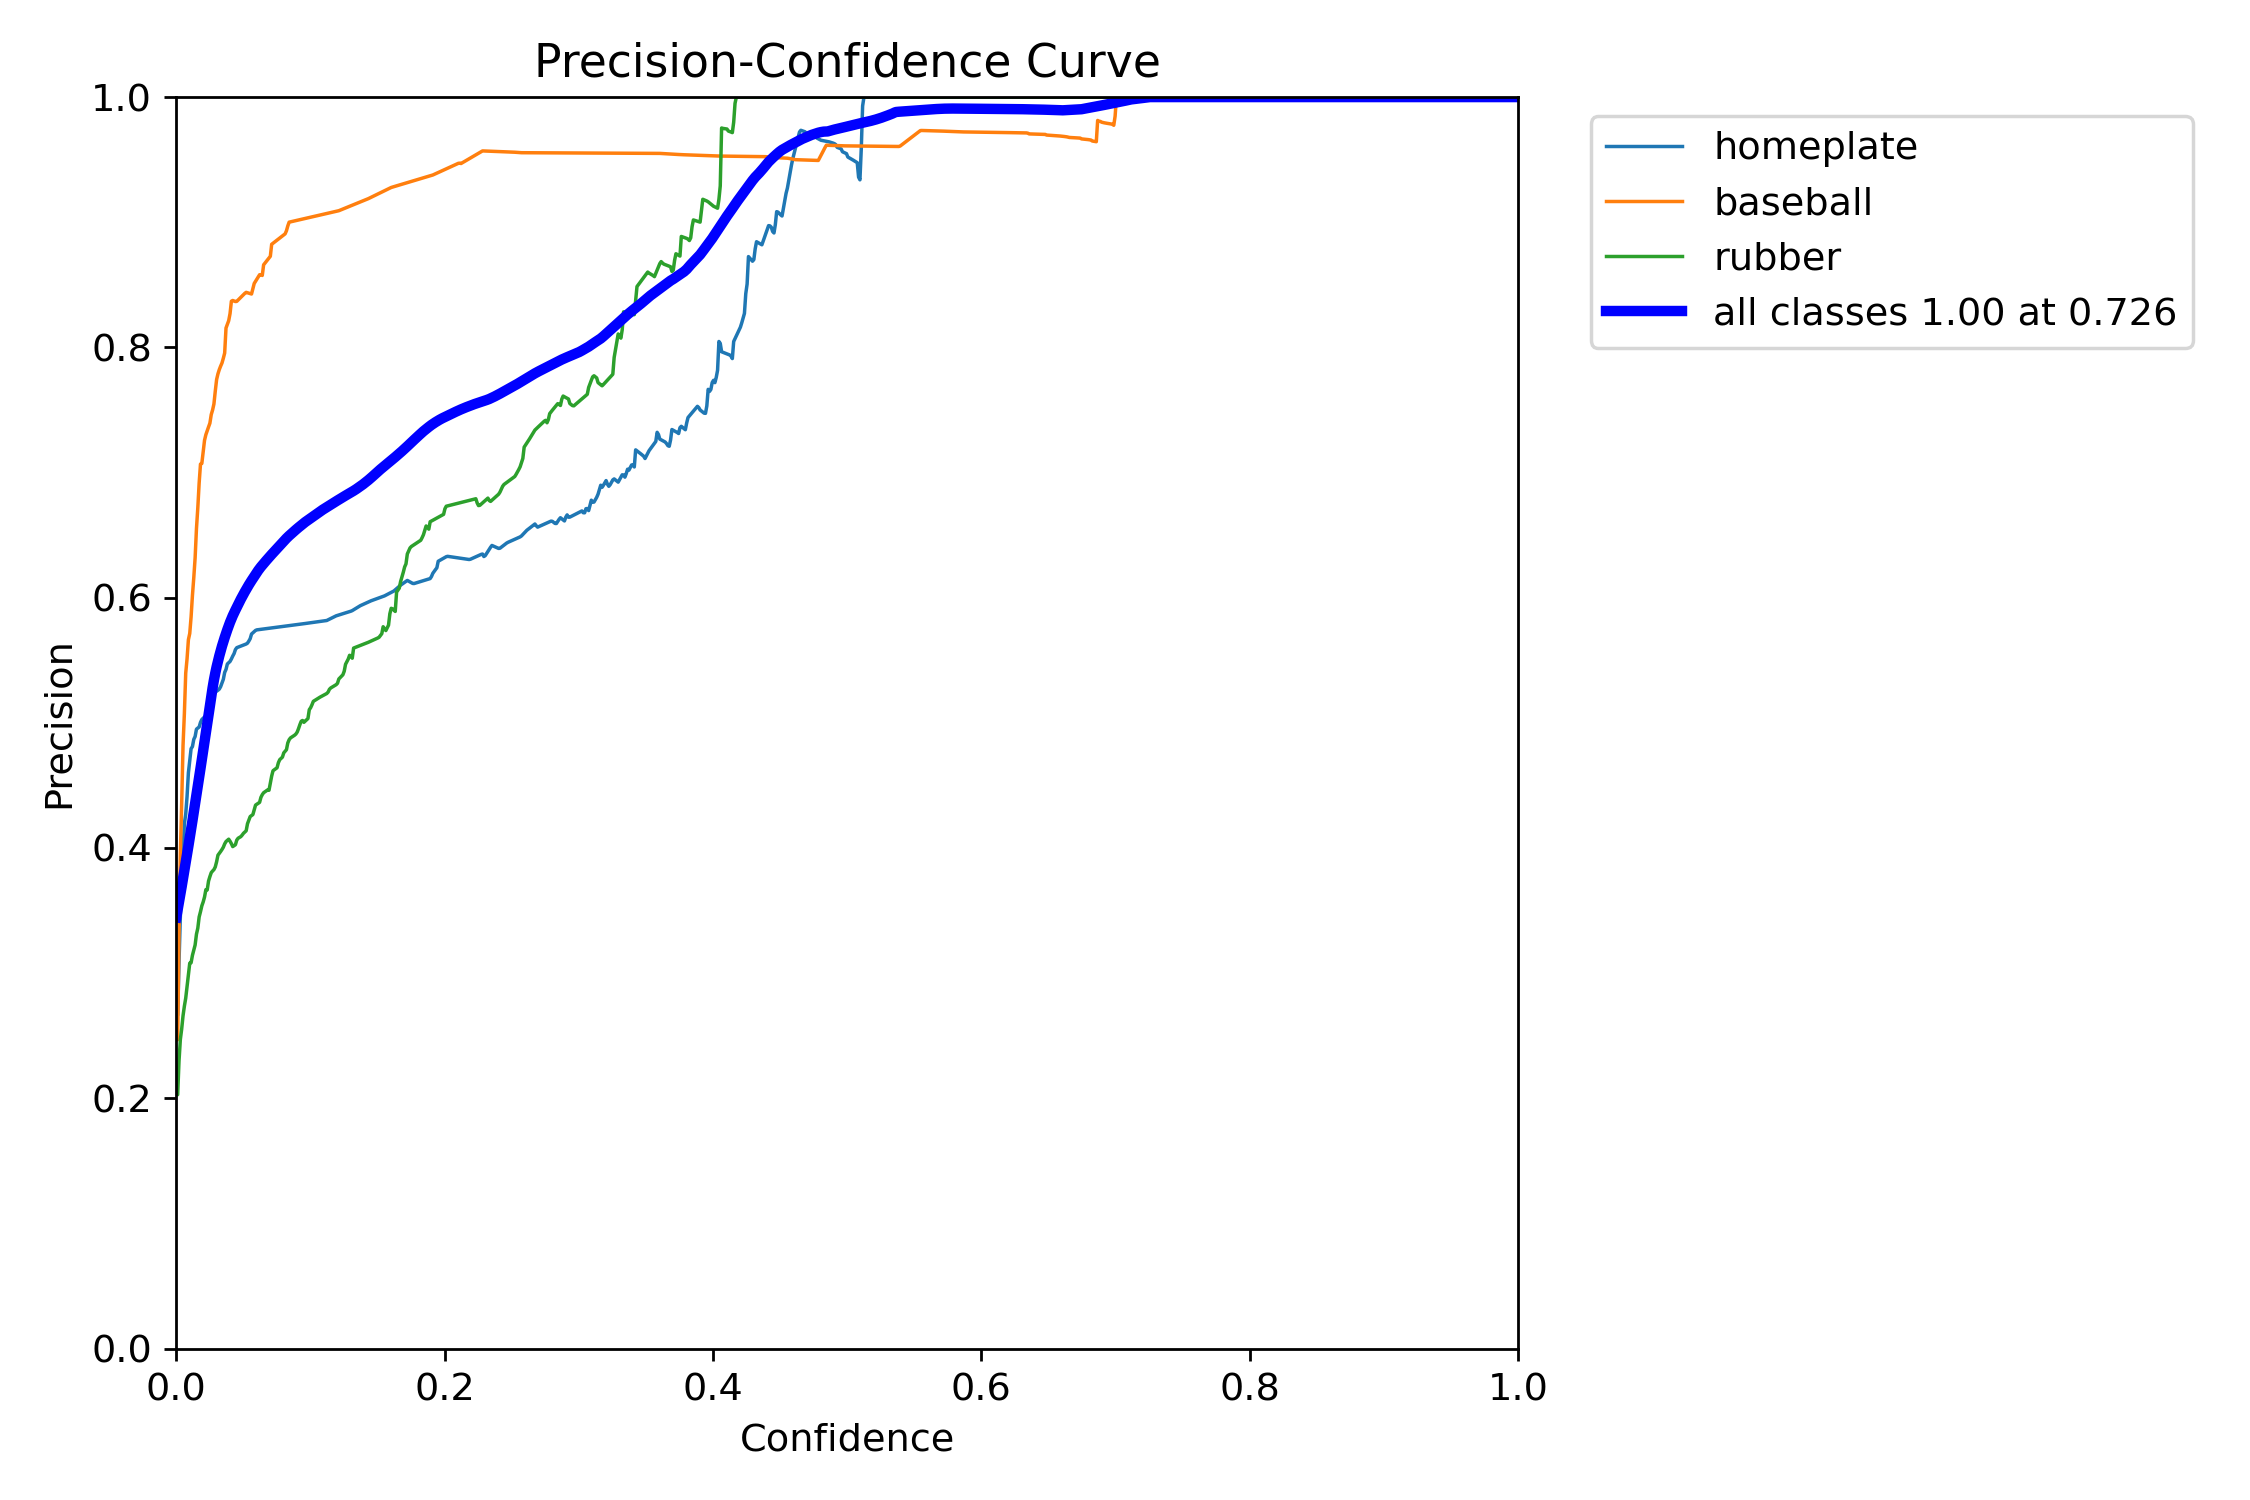 Precision-Confidence Curve
1.0
0.8
0.6
0.4
0.2
0.0
Precision
0.0 0.2 0.4 0.6 0.8 1.0
Confidence
homeplate
baseball
rubber
all classes 1.00 at 0.726